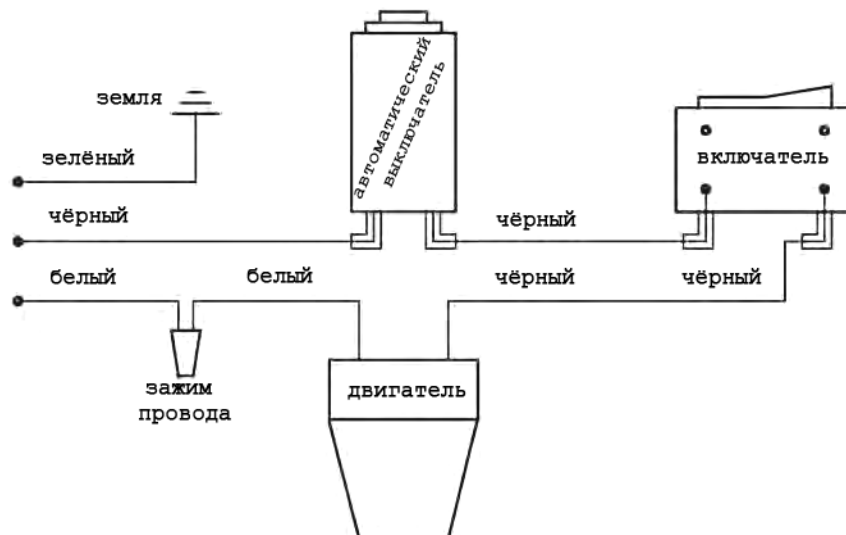 земля
автоматический
выключатель
включатель
зелёный
чёрный
чёрный
белый
белый
чёрный
чёрный
зажим
провода
двигатель